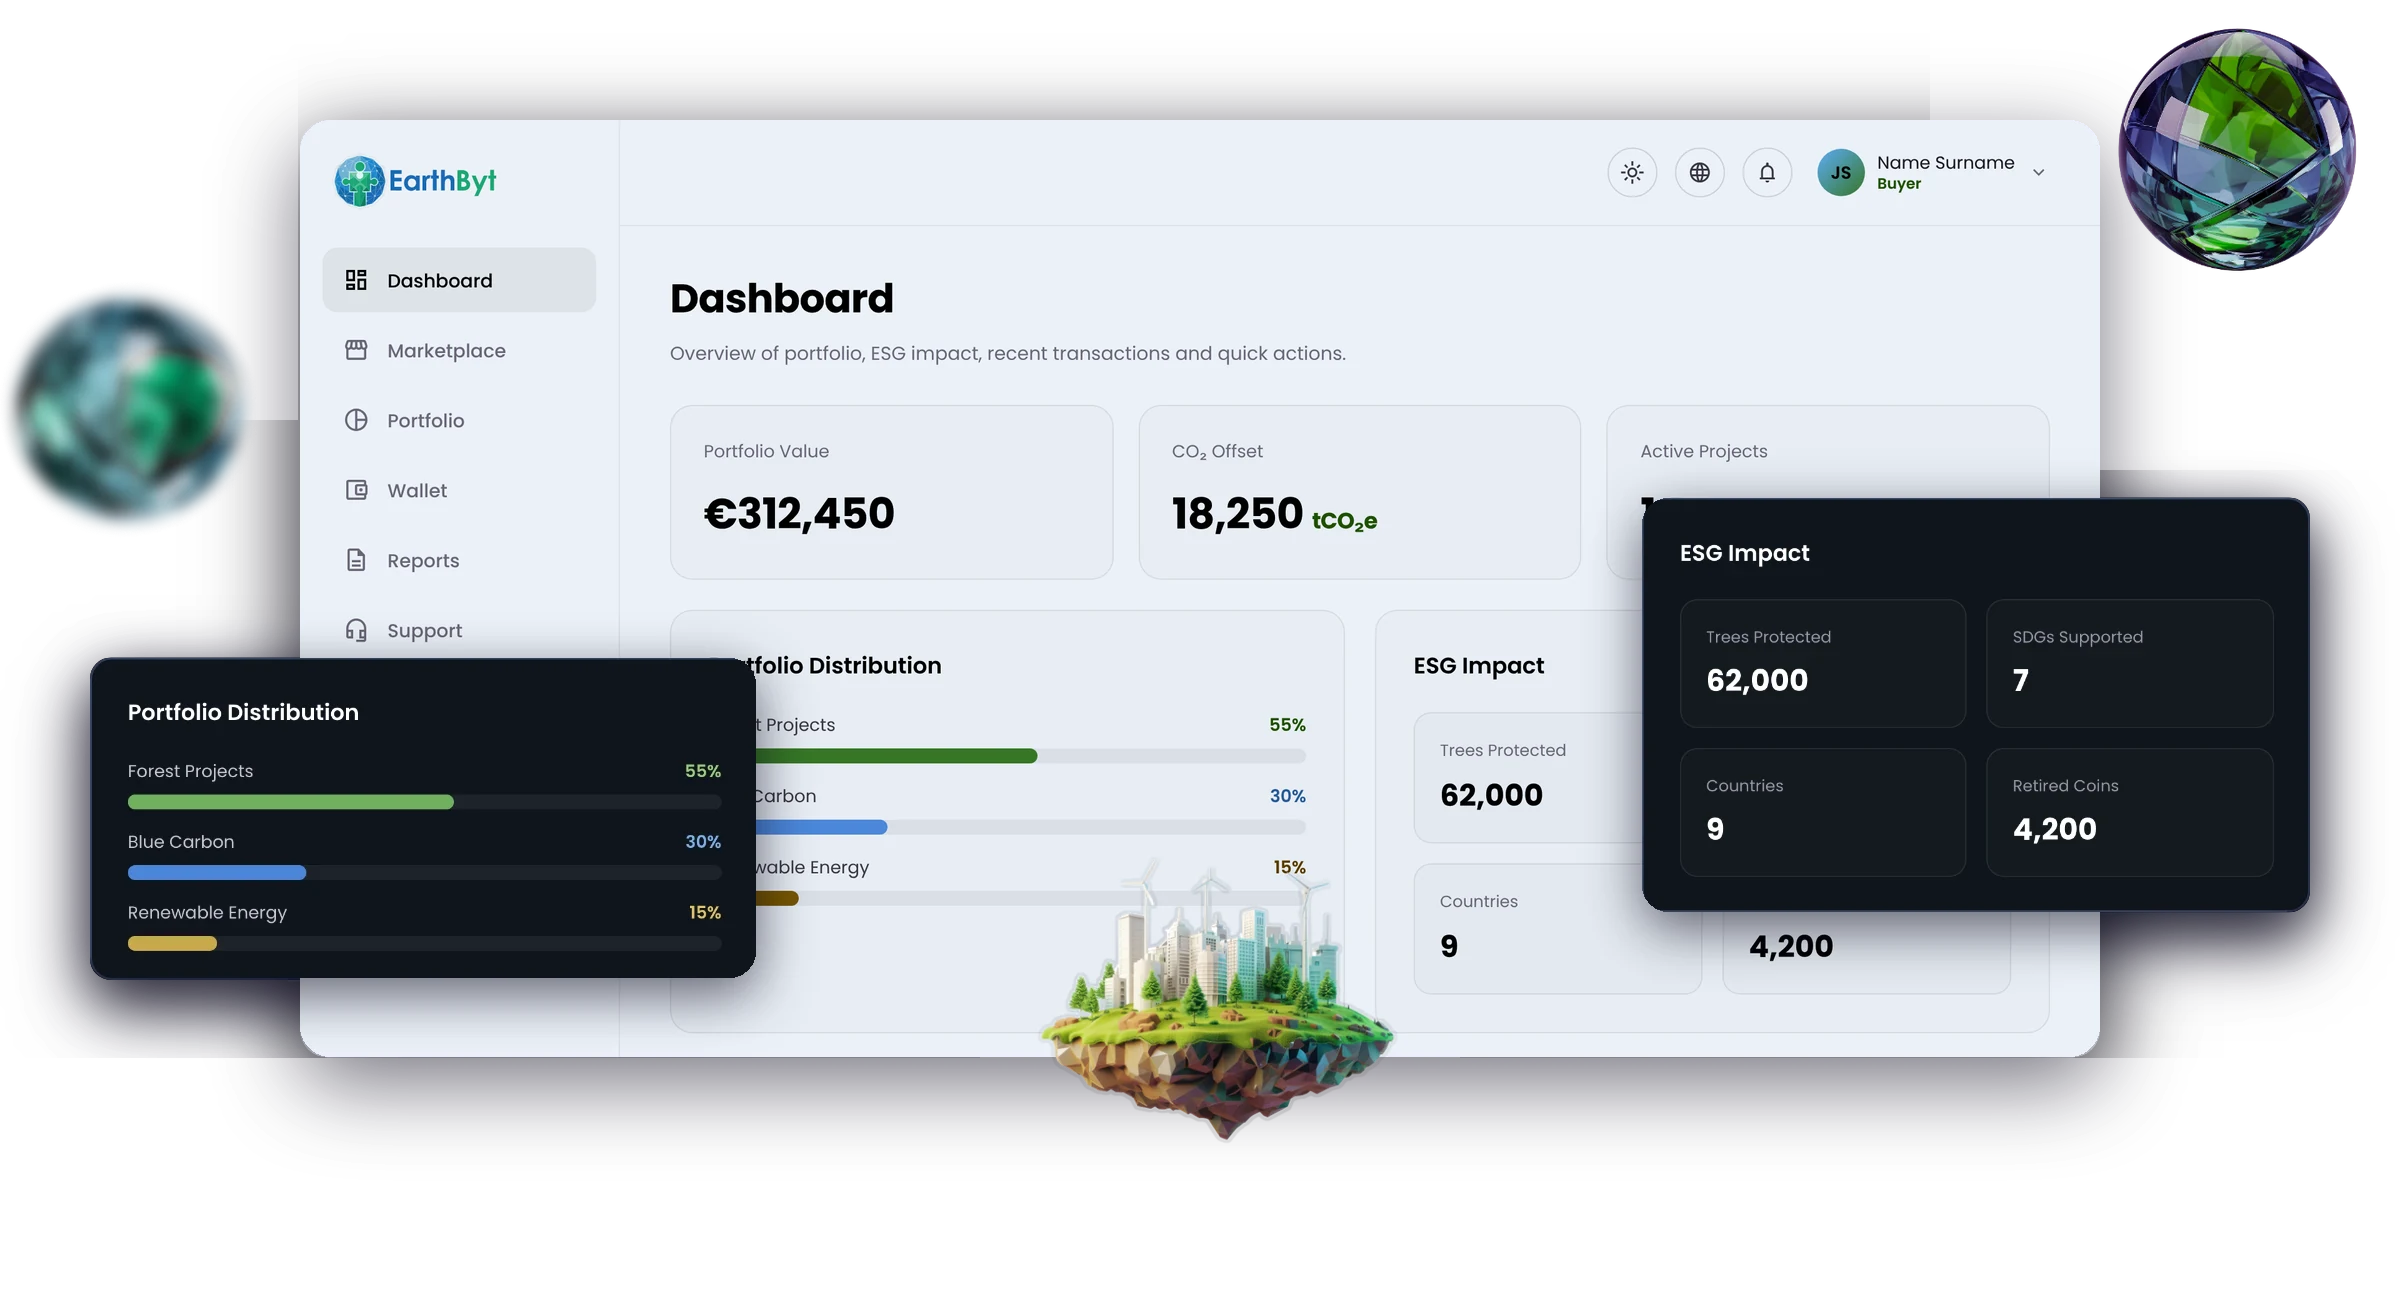 EarthByt
JS
Name Surname
Buyer
Dashboard
Marketplace
Portfolio
Wallet
Reports
Support
Dashboard
Overview of portfolio, ESG impact, recent transactions and quick actions.
Portfolio Value
€312,450
CO₂ Offset
18,250 tCO₂e
Active Projects
Portfolio Distribution
Forest Projects 55%
Blue Carbon 30%
Renewable Energy 15%
tfolio Distribution
t Projects 55%
Carbon 30%
wable Energy 15%
ESG Impact
Trees Protected
62,000
Countries
9
4,200
ESG Impact
Trees Protected
62,000
SDGs Supported
7
Countries
9
Retired Coins
4,200